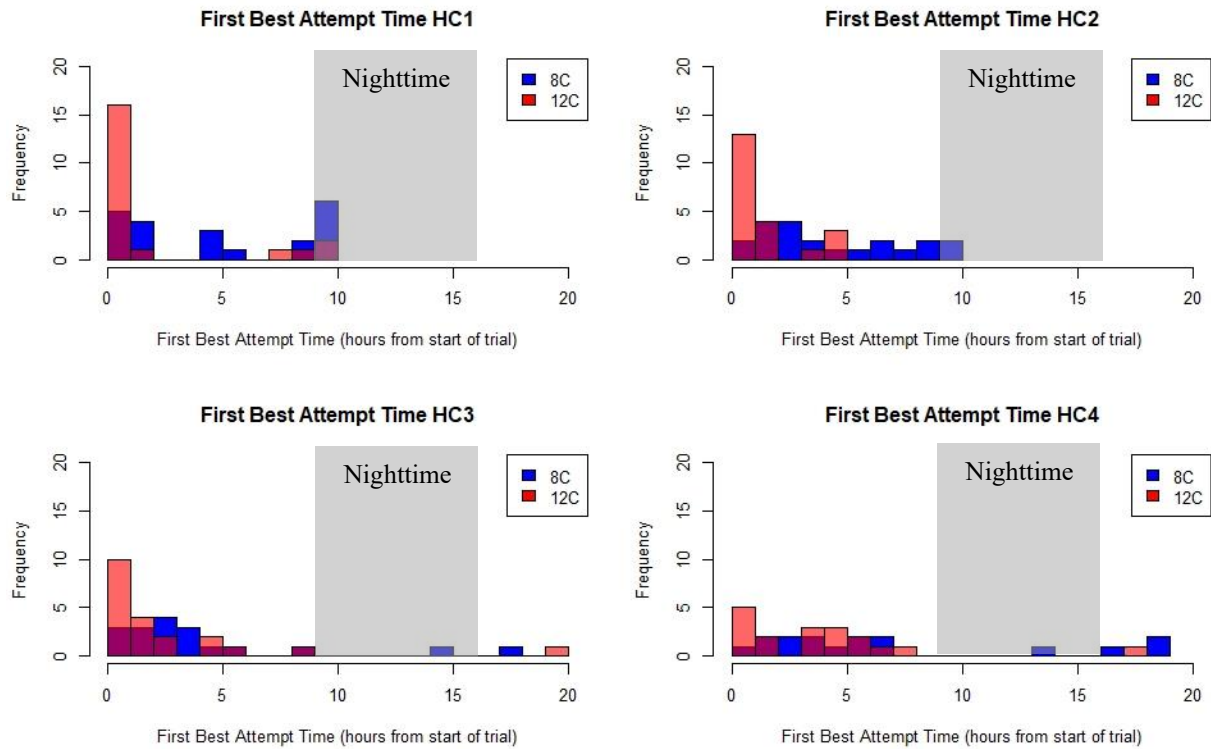 First Best Attempt Time HC1
Nighttime
8C
12C
Frequency
0
5
10
15
20
0
5
10
15
20
First Best Attempt Time (hours from start of trial)
First Best Attempt Time HC2
Nighttime
8C
12C
Frequency
0
5
10
15
20
0
5
10
15
20
First Best Attempt Time (hours from start of trial)
First Best Attempt Time HC3
Nighttime
8C
12C
Frequency
0
5
10
15
20
0
5
10
15
20
First Best Attempt Time (hours from start of trial)
First Best Attempt Time HC4
Nighttime
8C
12C
Frequency
0
5
10
15
20
0
5
10
15
20
First Best Attempt Time (hours from start of trial)